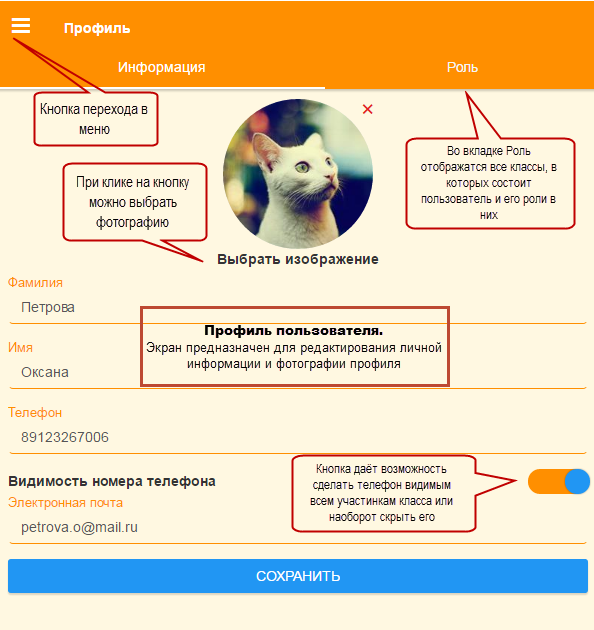 Профиль
Информация
Роль
Кнопка перехода в
меню
Во вкладке Роль
отображатся все классы, в
которых состоит
пользователь и его роли в
них
При клике на кнопку
можно выбрать
фотографию
Выбрать изображение
Фамилия
Петрова
Профиль пользователя.
Экран предназначен для редактирования личной
информации и фотографии профиля
Имя
Оксана
Телефон
89123267006
Кнопка даёт возможность
сделать телефон видимым
всем участинкам класса или
наоборот скрыть его
Видимость номера телефона
Электронная почта
petrova.o@mail.ru
СОХРАНИТЬ